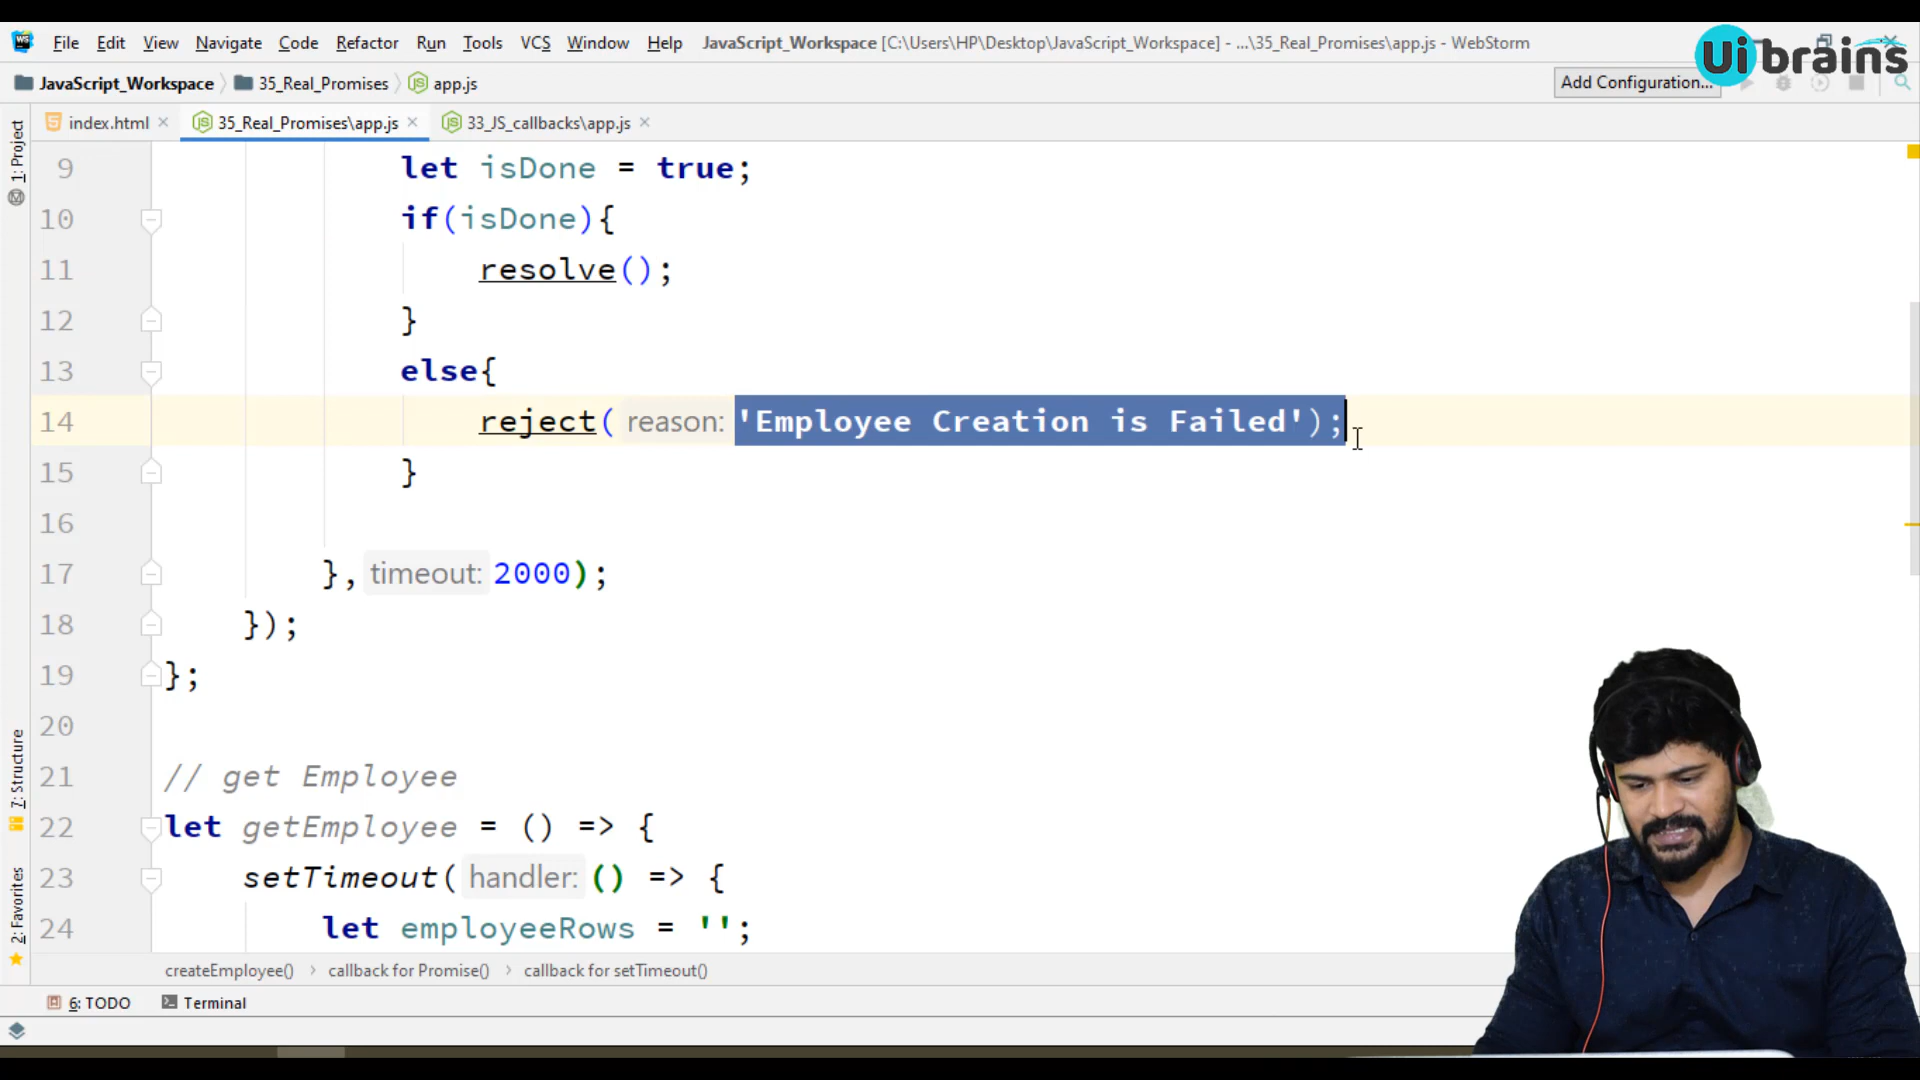 File Edit View Navigate Code Refactor Run Tools VCS Window Help JavaScript_Workspace [C:\Users\HP\Desktop\JavaScript_Workspace] - ...\35_Real_Promises\app.js - WebStorm
Ui brains
JavaScript_Workspace 35_Real_Promises app.js Add Configuration...
index.html 35_Real_Promises\app.js 33_JS_callbacks\app.js
1: Project
7: Structure
2: Favorites
9 let isDone = true;
10 if(isDone){
11 resolve();
12 }
13 else{
14 reject( reason: 'Employee Creation is Failed');
15 }
16
17 }, timeout: 2000);
18 });
19 };
20
21 // get Employee
22 let getEmployee = () => {
23 setTimeout( handler: () => {
24 let employeeRows = '';
createEmployee() › callback for Promise() › callback for setTimeout()
6: TODO Terminal